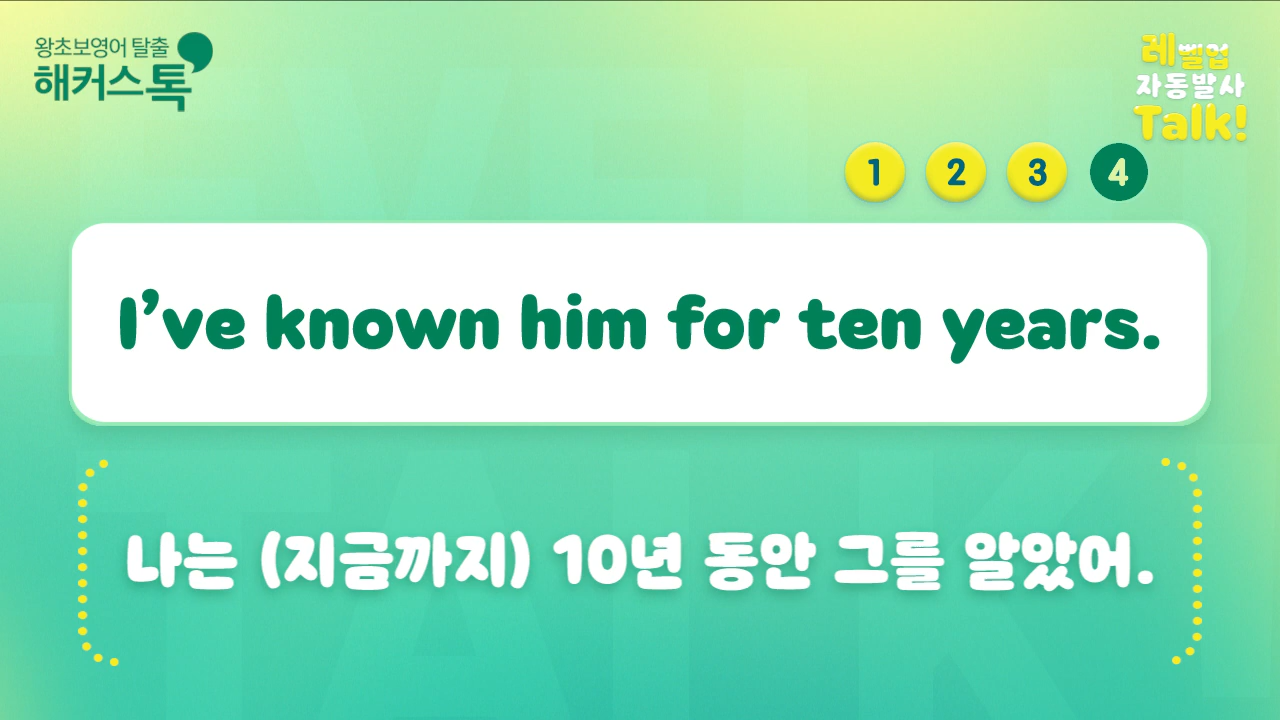 왕초보영어 탈출
해커스톡
레벨업
자동발사
Talk!
1 2 3 4
I've known him for ten years.
나는 (지금까지) 10년 동안 그를 알았어.